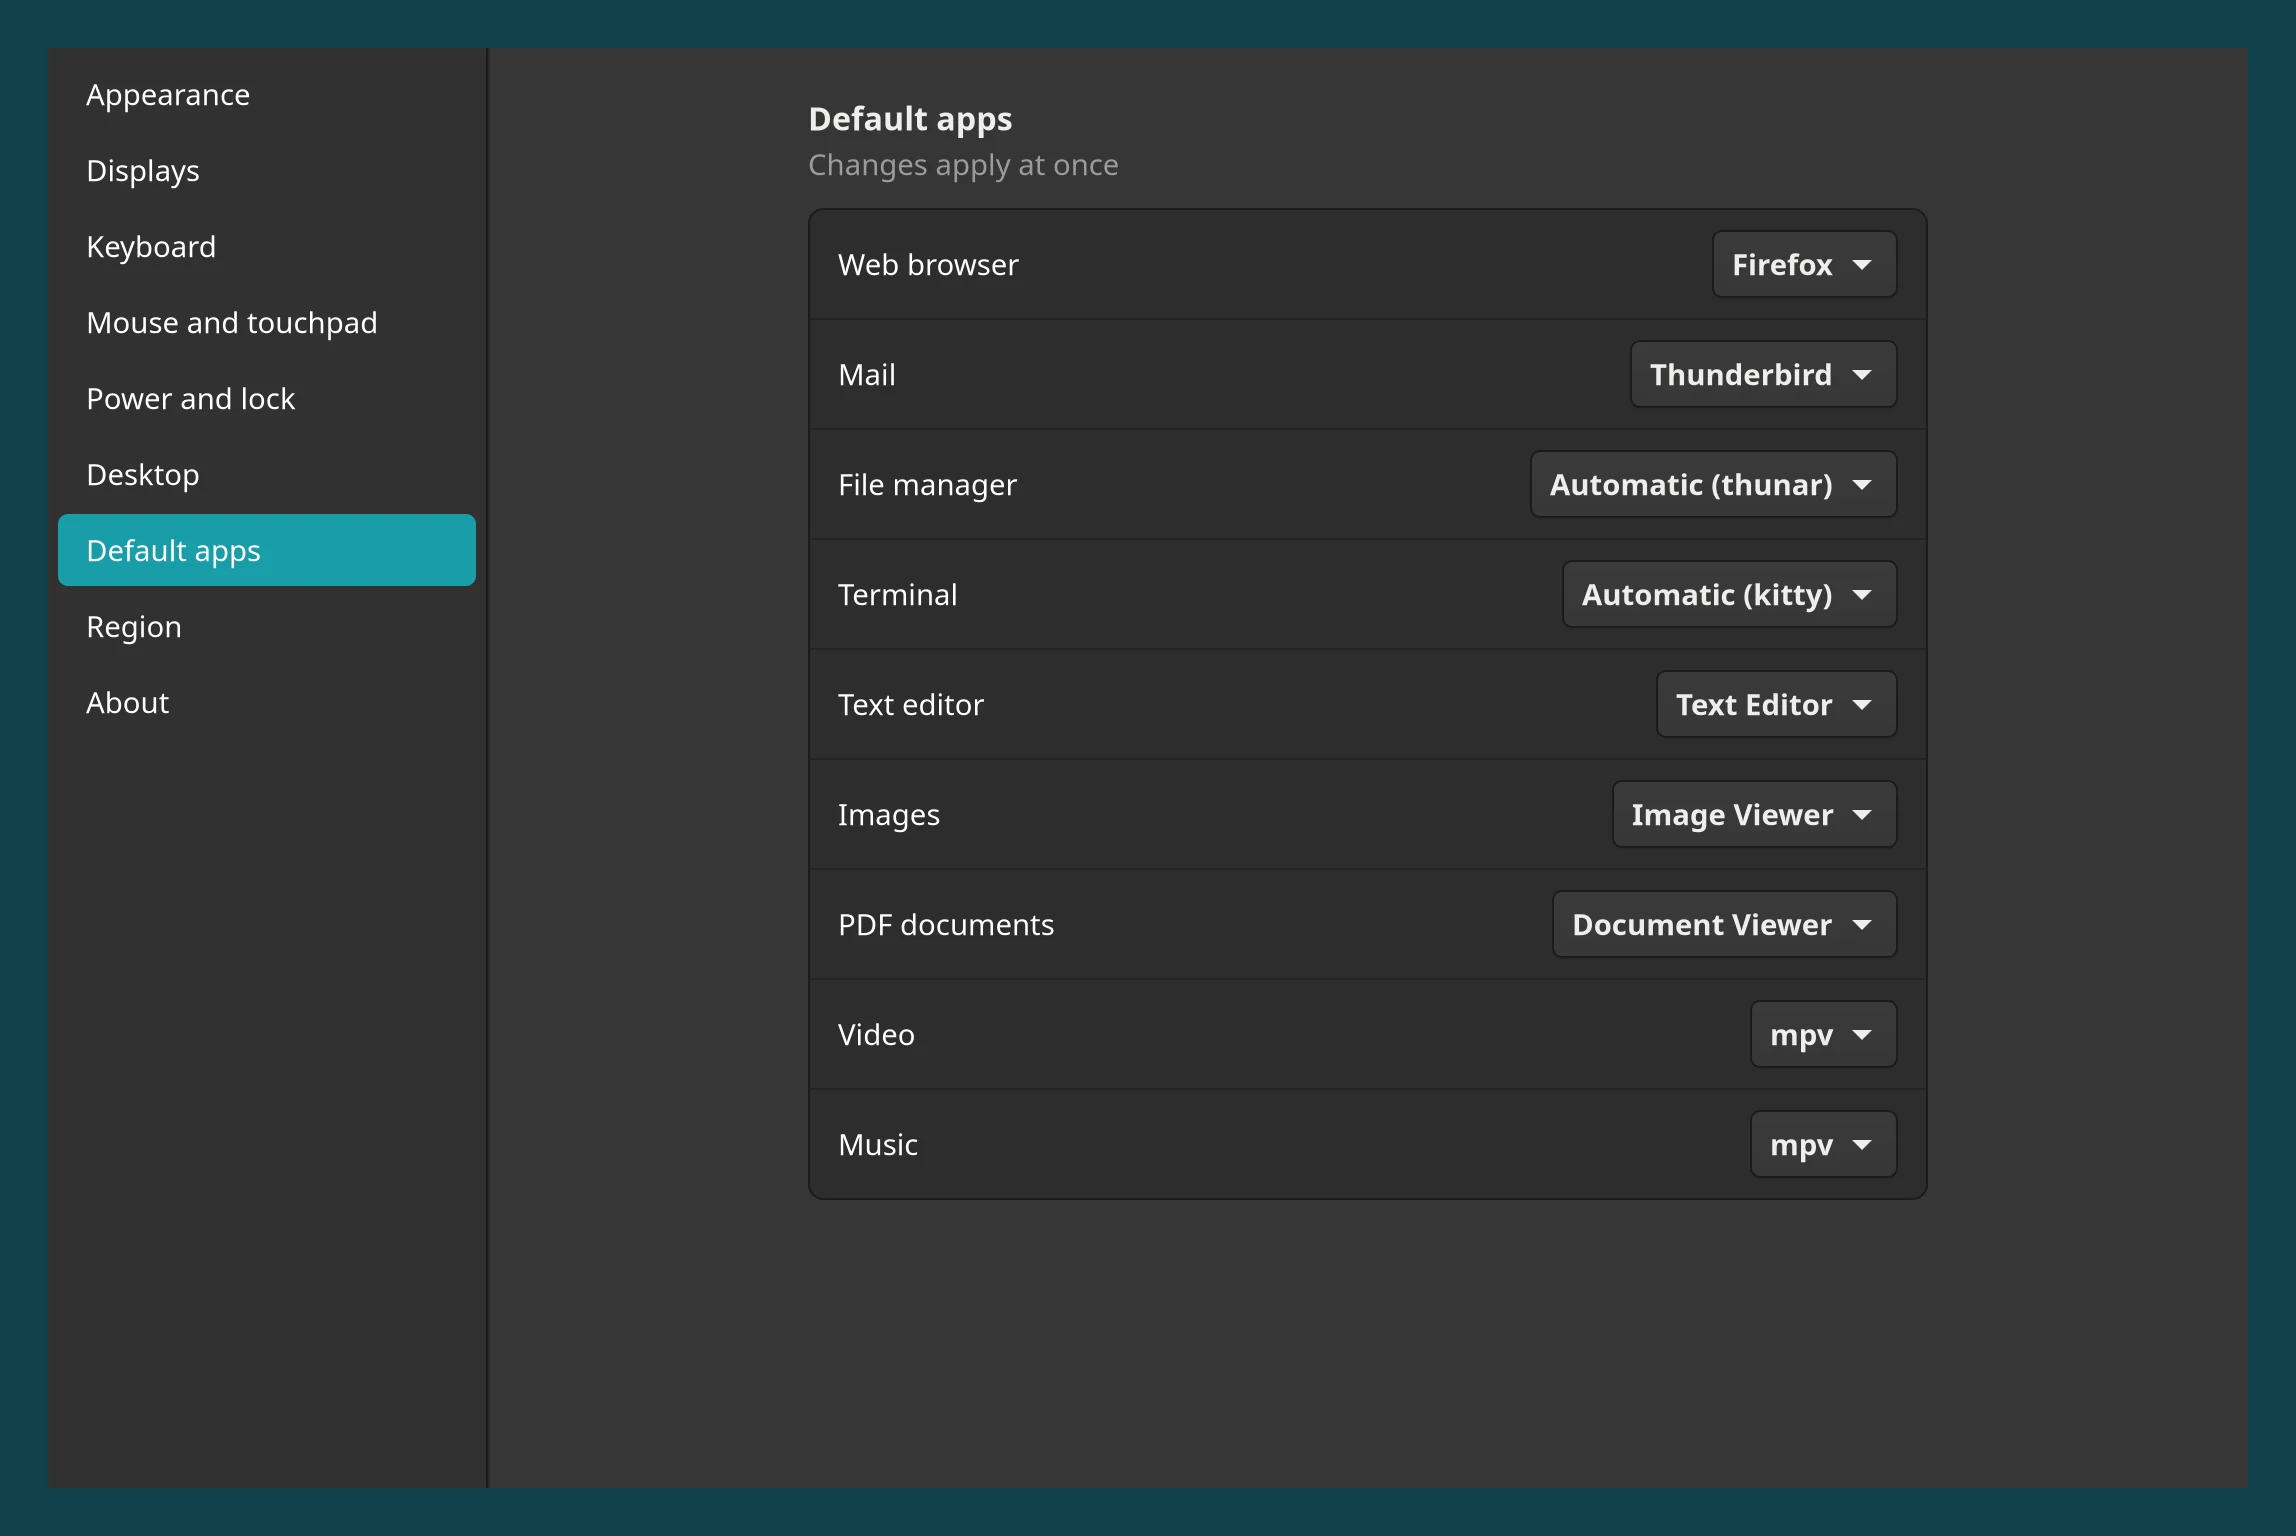 Appearance
Displays
Keyboard
Mouse and touchpad
Power and lock
Desktop
Default apps
Region
About
Default apps
Changes apply at once
Web browser Firefox
Mail Thunderbird
File manager Automatic (thunar)
Terminal Automatic (kitty)
Text editor Text Editor
Images Image Viewer
PDF documents Document Viewer
Video mpv
Music mpv